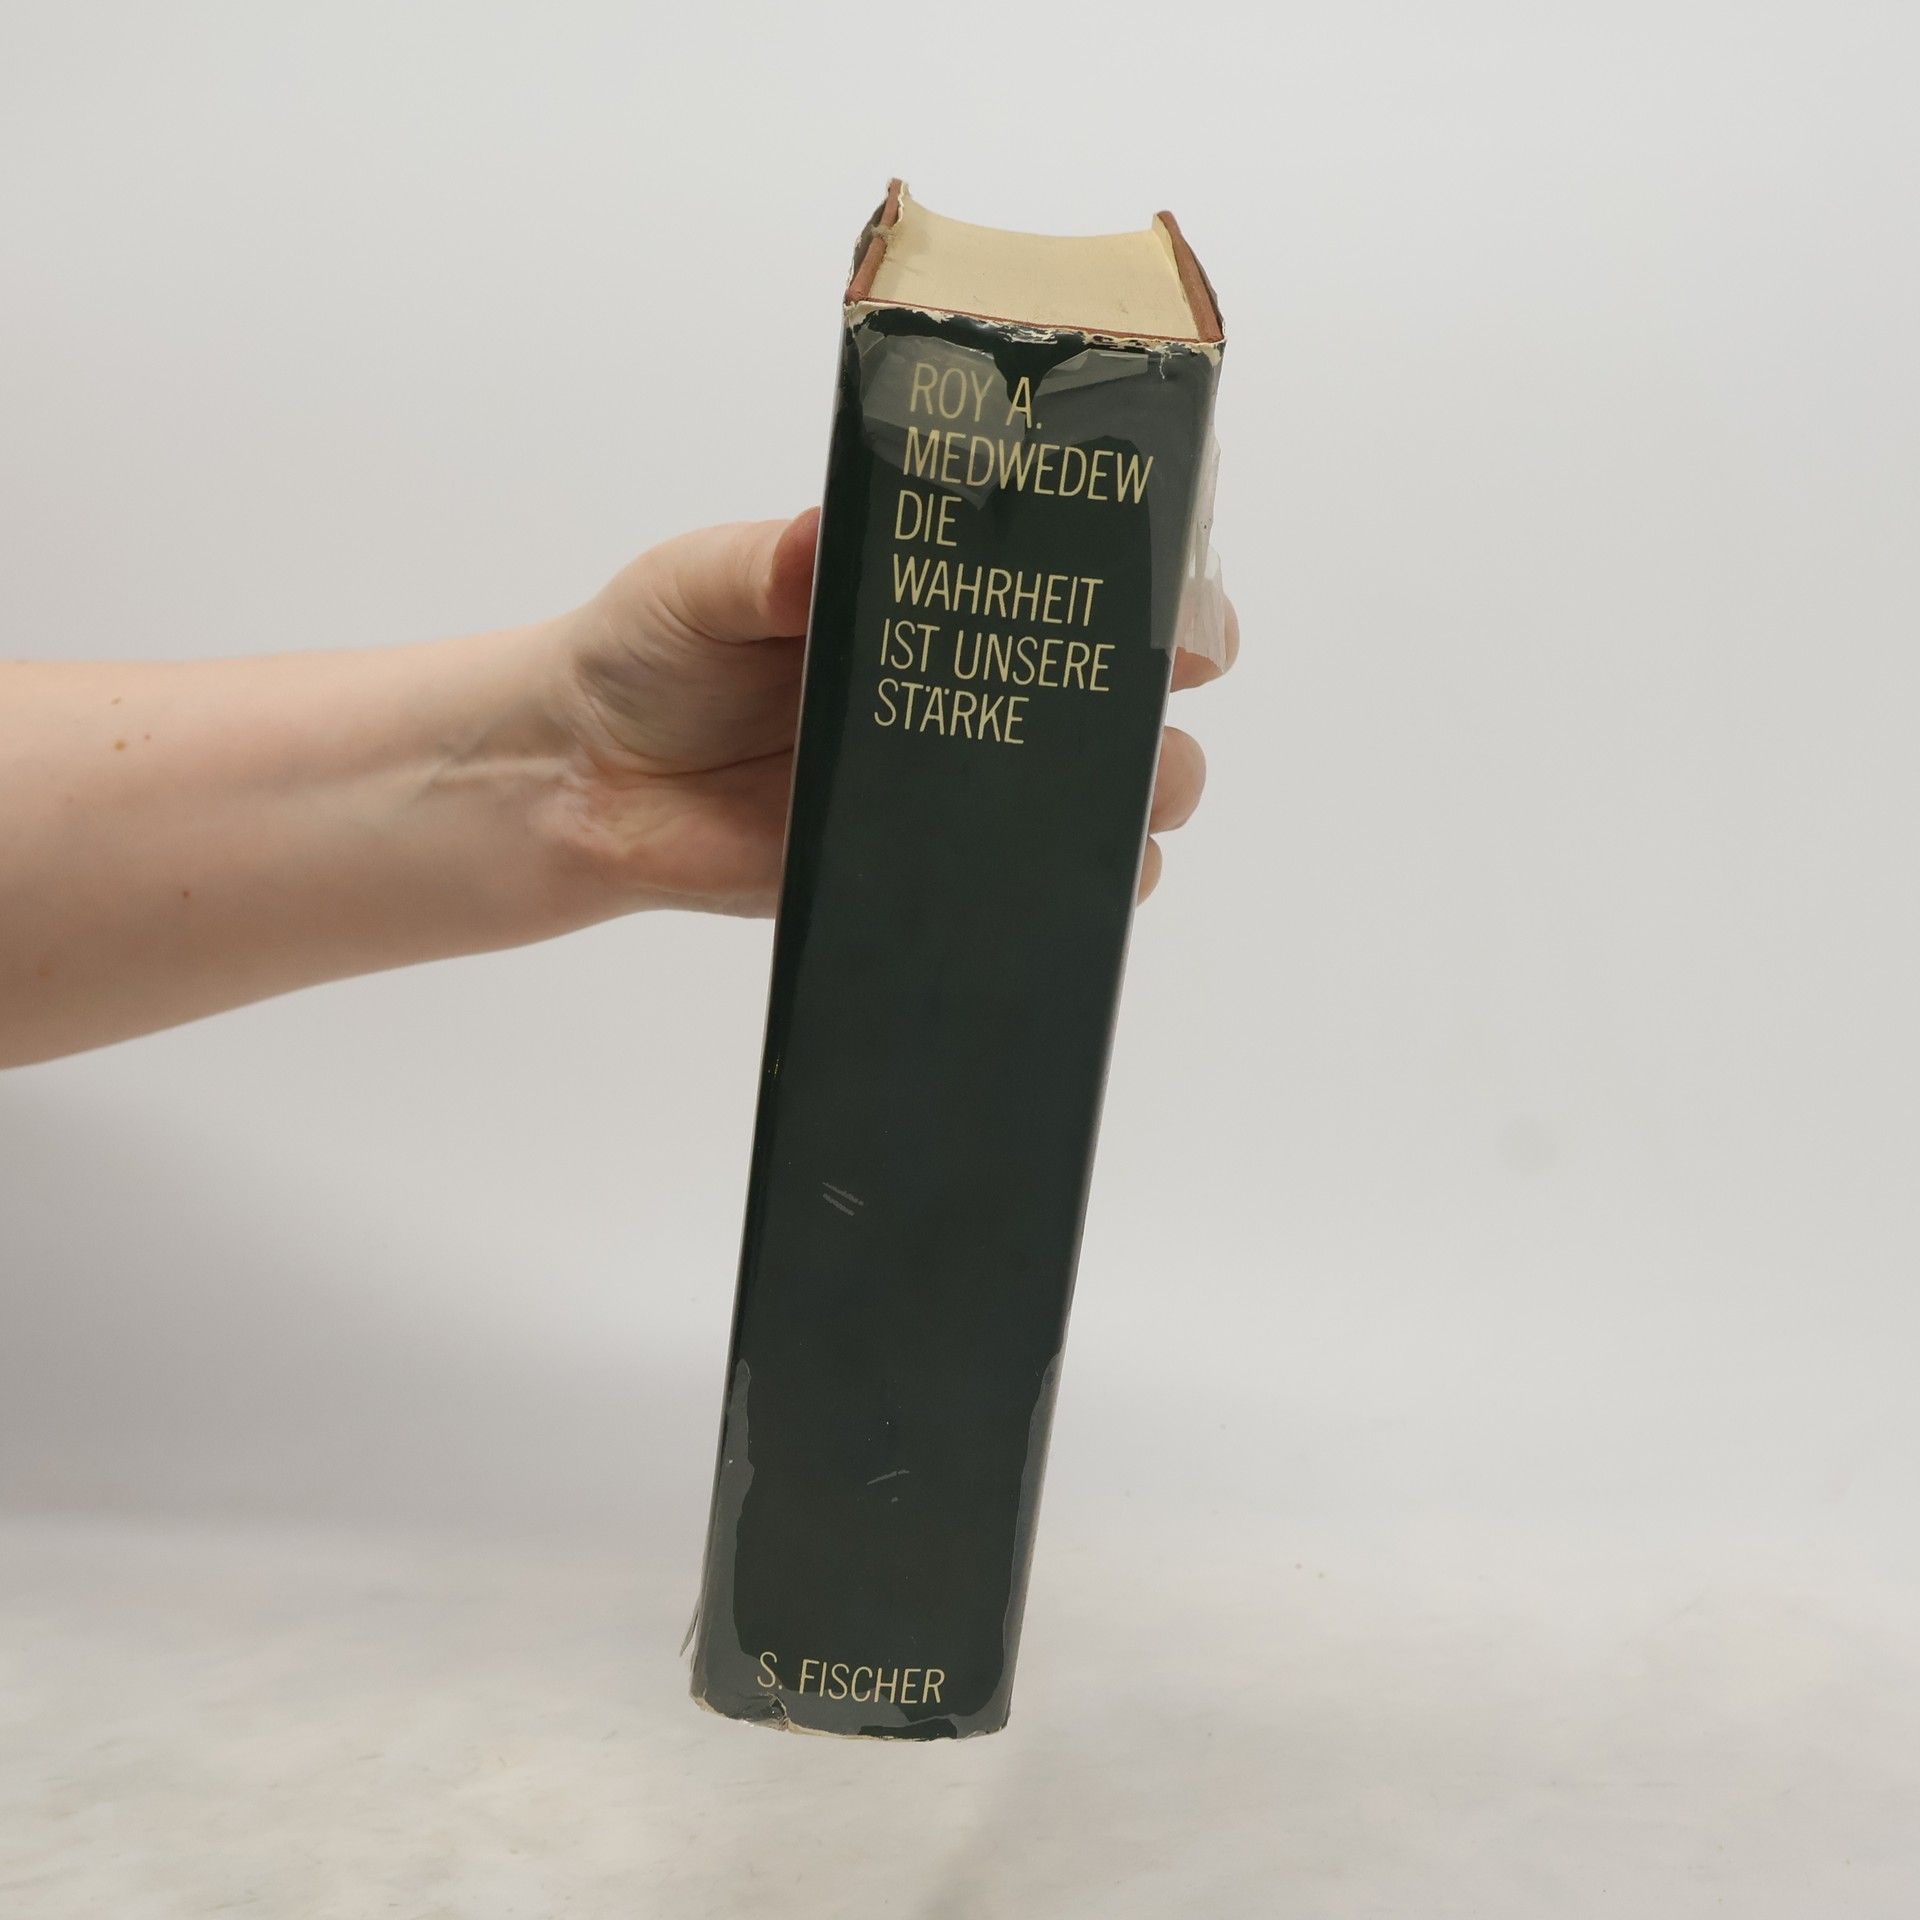 ROY A.
MEDWEDEW
DIE
WAHRHEIT
IST UNSERE
STÄRKE
S. FISCHER